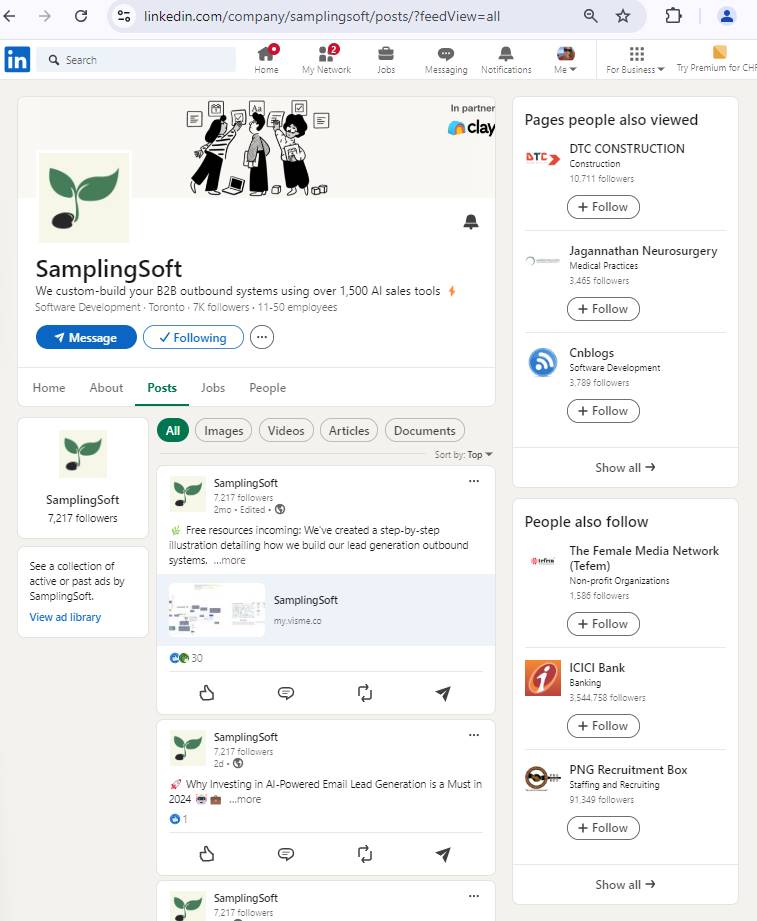 linkedin.com/company/samplingsoft/posts/?feedView=all
in
Search
2
Home
My Network
Jobs
Messaging
Notifications
Me
For Business
Try Premium for CH
Aa
In partner
clay
SamplingSoft
We custom-build your B2B outbound systems using over 1,500 AI sales tools
Software Development · Toronto · 7K followers · 11-50 employees
Message
Following
Home
About
Posts
Jobs
People
SamplingSoft
7,217 followers
See a collection of
active or past ads by
SamplingSoft.
View ad library
All
Images
Videos
Articles
Documents
Sort by: Top
SamplingSoft
7,217 followers
2mo • Edited •
Free resources incoming: We've created a step-by-step
illustration detailing how we build our lead generation outbound
systems. ...more
SamplingSoft
my.visme.co
30
SamplingSoft
7,217 followers
2d •
Why Investing in AI-Powered Email Lead Generation is a Must in
2024 ...more
1
SamplingSoft
7,217 followers
Pages people also viewed
DTC
DTC CONSTRUCTION
Construction
10,711 followers
+ Follow
Jagannathan Neurosurgery
Medical Practices
3,465 followers
+ Follow
Cnblogs
Software Development
3,789 followers
+ Follow
Show all →
People also follow
tefem
The Female Media Network
(Tefem)
Non-profit Organizations
1,586 followers
+ Follow
ICICI Bank
Banking
3,544,758 followers
+ Follow
PNG Recruitment Box
Staffing and Recruiting
91,349 followers
+ Follow
Show all →